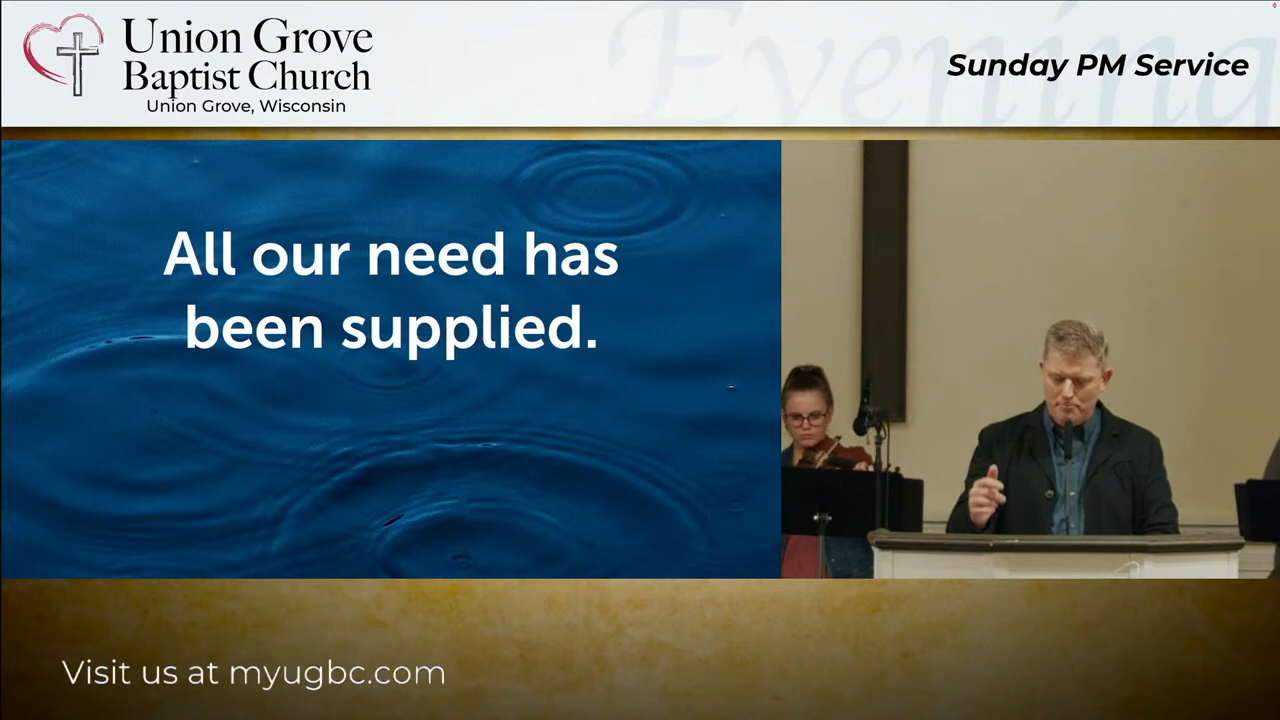 Union Grove
Baptist Church
Union Grove, Wisconsin
Evening
Sunday PM Service
All our need has
been supplied.
Visit us at myugbc.com